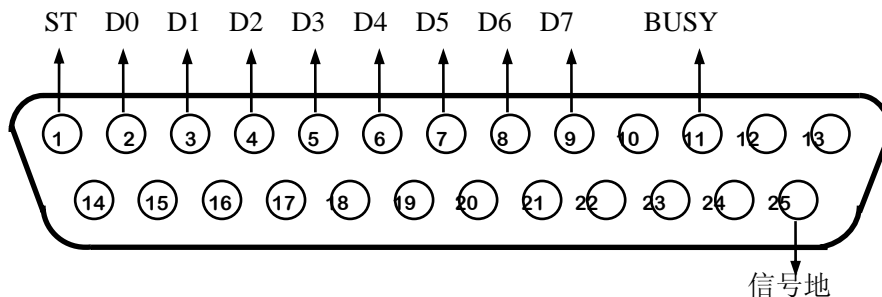 ST D0 D1 D2 D3 D4 D5 D6 D7 BUSY
1 2 3 4 5 6 7 8 9 10 11 12 13
14 15 16 17 18 19 20 21 22 23 24 25
信号地